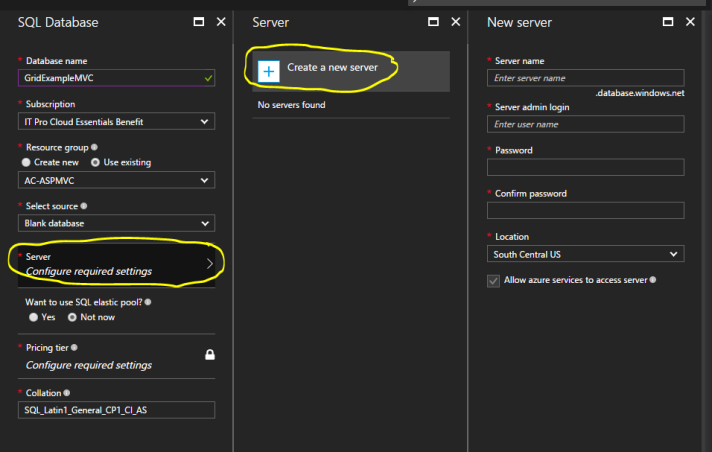 SQL Database
* Database name
GridExampleMVC
* Subscription
IT Pro Cloud Essentials Benefit
* Resource group
Create new Use existing
AC-ASPMVC
* Select source
Blank database
* Server
Configure required settings
Want to use SQL elastic pool?
Yes Not now
* Pricing tier
Configure required settings
* Collation
SQL_Latin1_General_CP1_CI_AS
Server
Create a new server
No servers found
New server
* Server name
Enter server name
.database.windows.net
* Server admin login
Enter user name
* Password
* Confirm password
* Location
South Central US
Allow azure services to access server